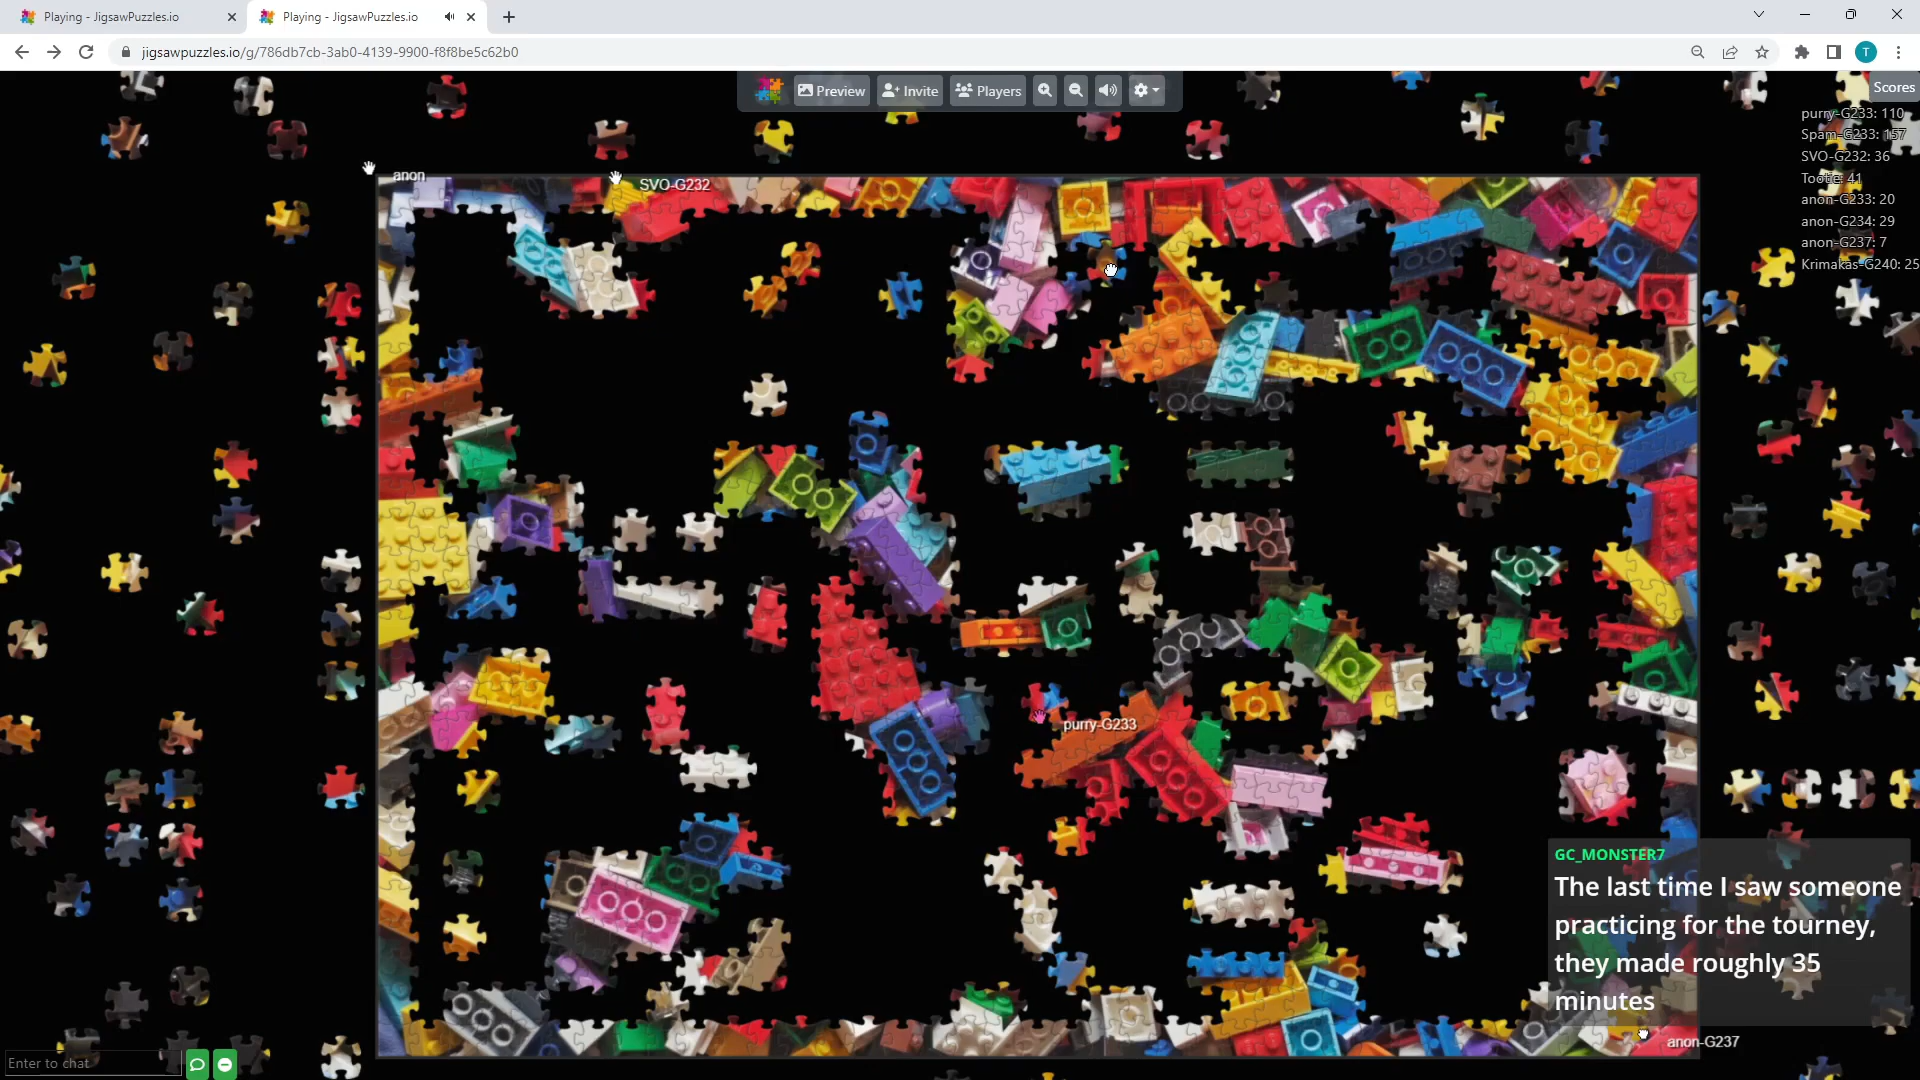 Playing - JigsawPuzzles.io
Playing - JigsawPuzzles.io
jigsawpuzzles.io/g/786db7cb-3ab0-4139-9900-f8f8be5c62b0
T
Preview
Invite
Players
Scores
purry-G233: 110
Spam-G233: 157
SVO-G232: 36
Tootie: 41
anon-G233: 20
anon-G234: 29
anon-G237: 7
Krimakas-G240: 25
anon
SVO-G232
purry-G233
GC_MONSTER7
The last time I saw someone
practicing for the tourney,
they made roughly 35
minutes
anon-G237
Enter to chat